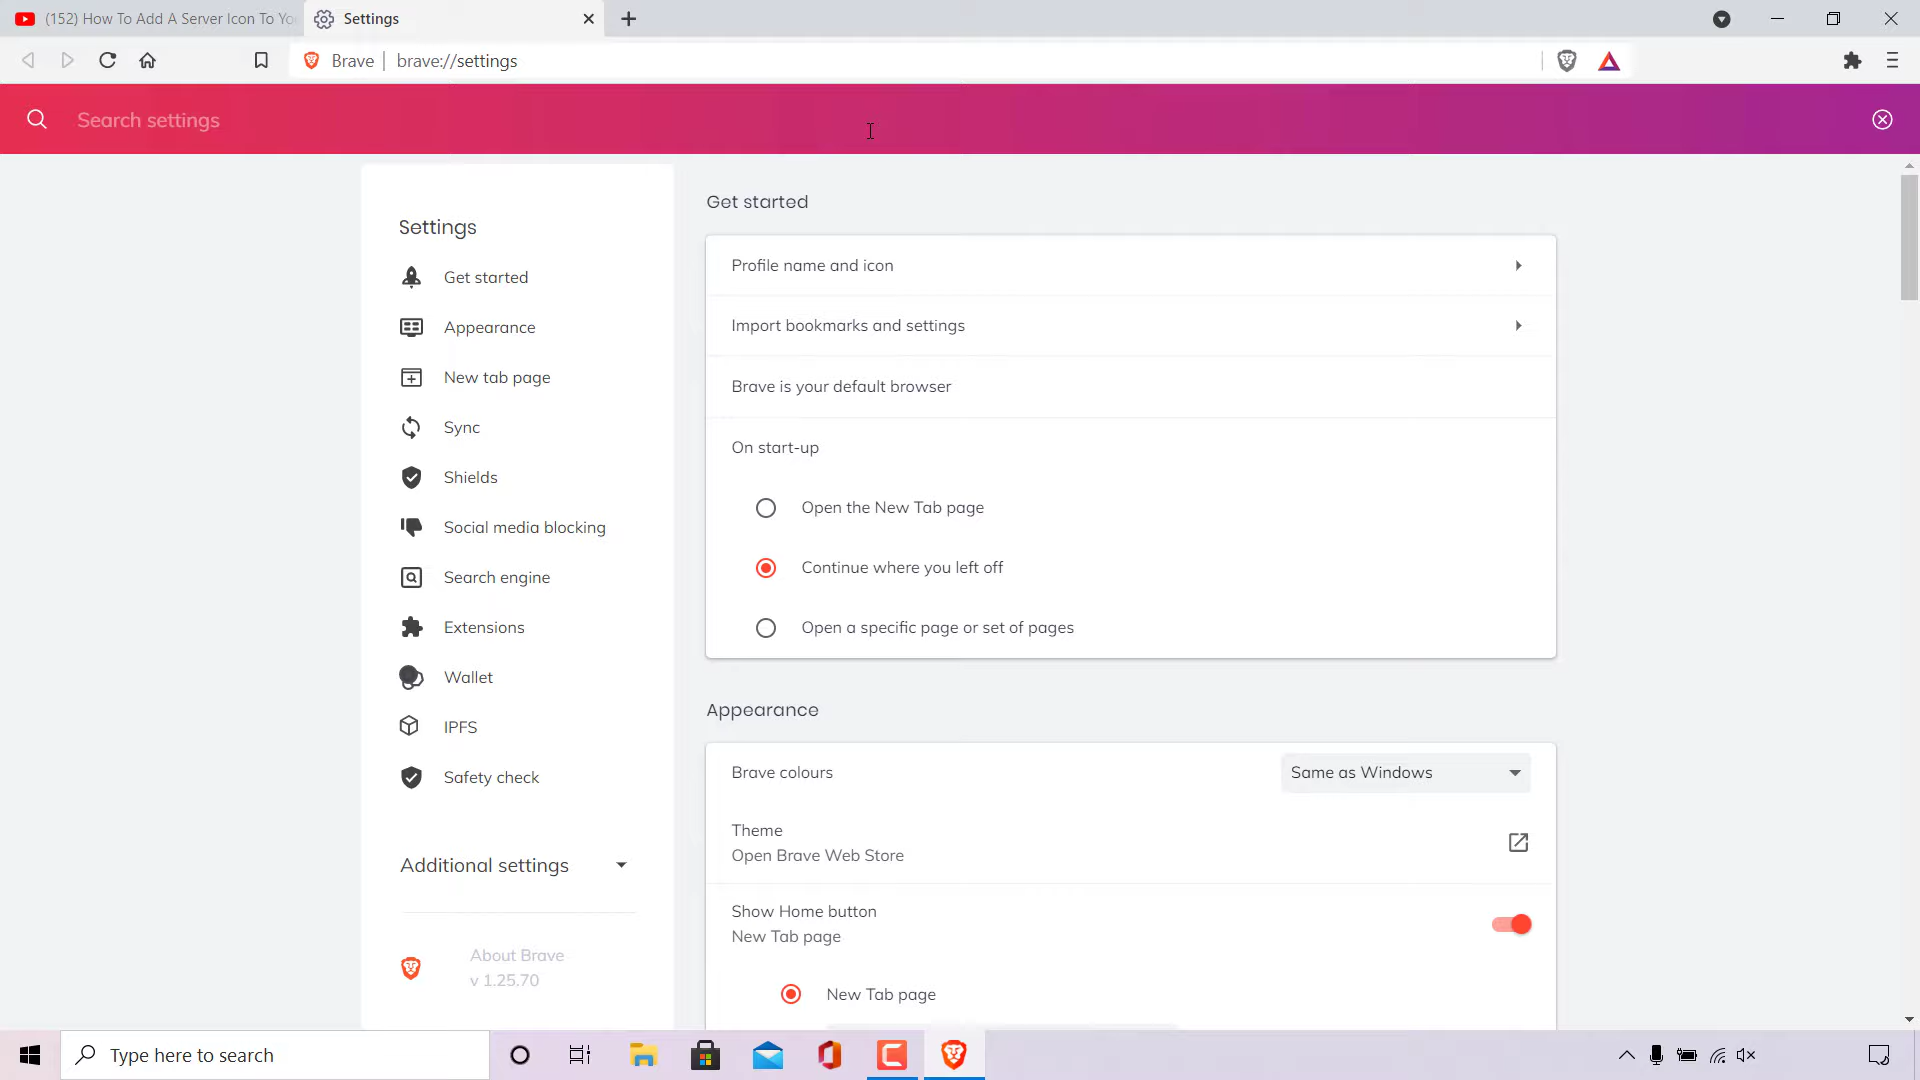 (152) How To Add A Server Icon To Yo
Settings
Brave
brave://settings
Search settings
Settings
Get started
Appearance
New tab page
Sync
Shields
Social media blocking
Search engine
Extensions
Wallet
IPFS
Safety check
Additional settings
About Brave
v 1.25.70
Get started
Profile name and icon
Import bookmarks and settings
Brave is your default browser
On start-up
Open the New Tab page
Continue where you left off
Open a specific page or set of pages
Appearance
Brave colours
Same as Windows
Theme
Open Brave Web Store
Show Home button
New Tab page
New Tab page
Type here to search